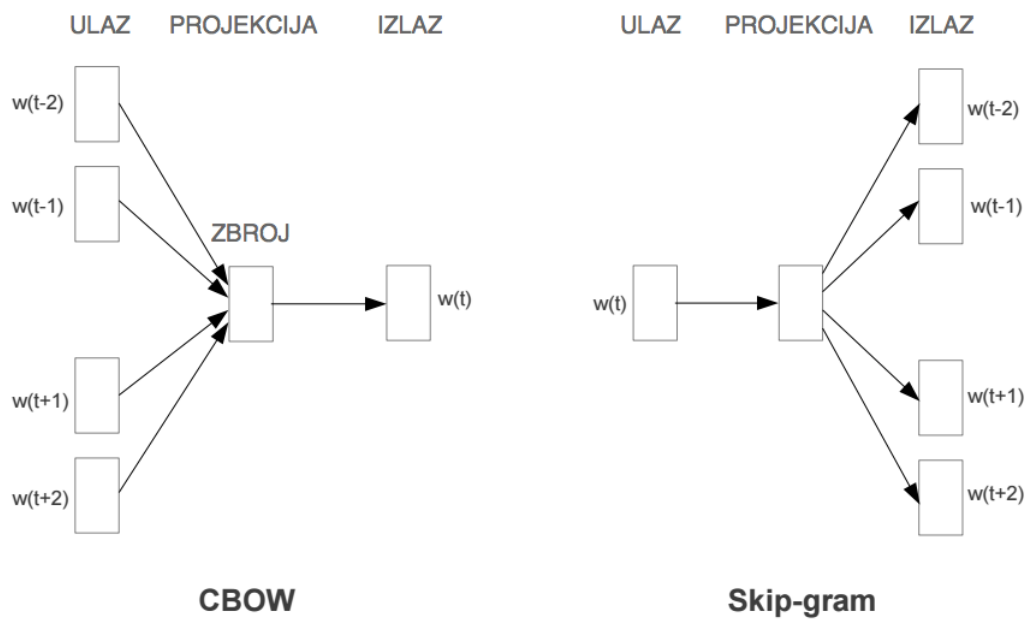 ULAZ PROJEKCIJA IZLAZ
w(t-2)
w(t-1)
ZBROJ
w(t)
w(t+1)
w(t+2)
CBOW
ULAZ PROJEKCIJA IZLAZ
w(t-2)
w(t-1)
w(t)
w(t+1)
w(t+2)
Skip-gram